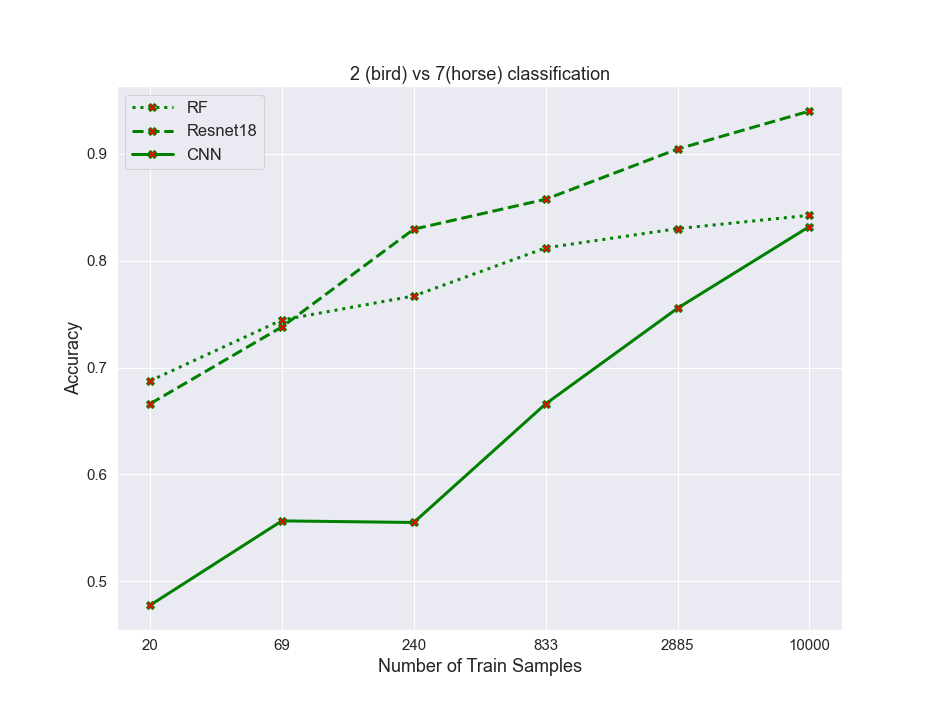 2 (bird) vs 7(horse) classification
RF
Resnet18
CNN
Accuracy
0.9
0.8
0.7
0.6
0.5
20 69 240 833 2885 10000
Number of Train Samples